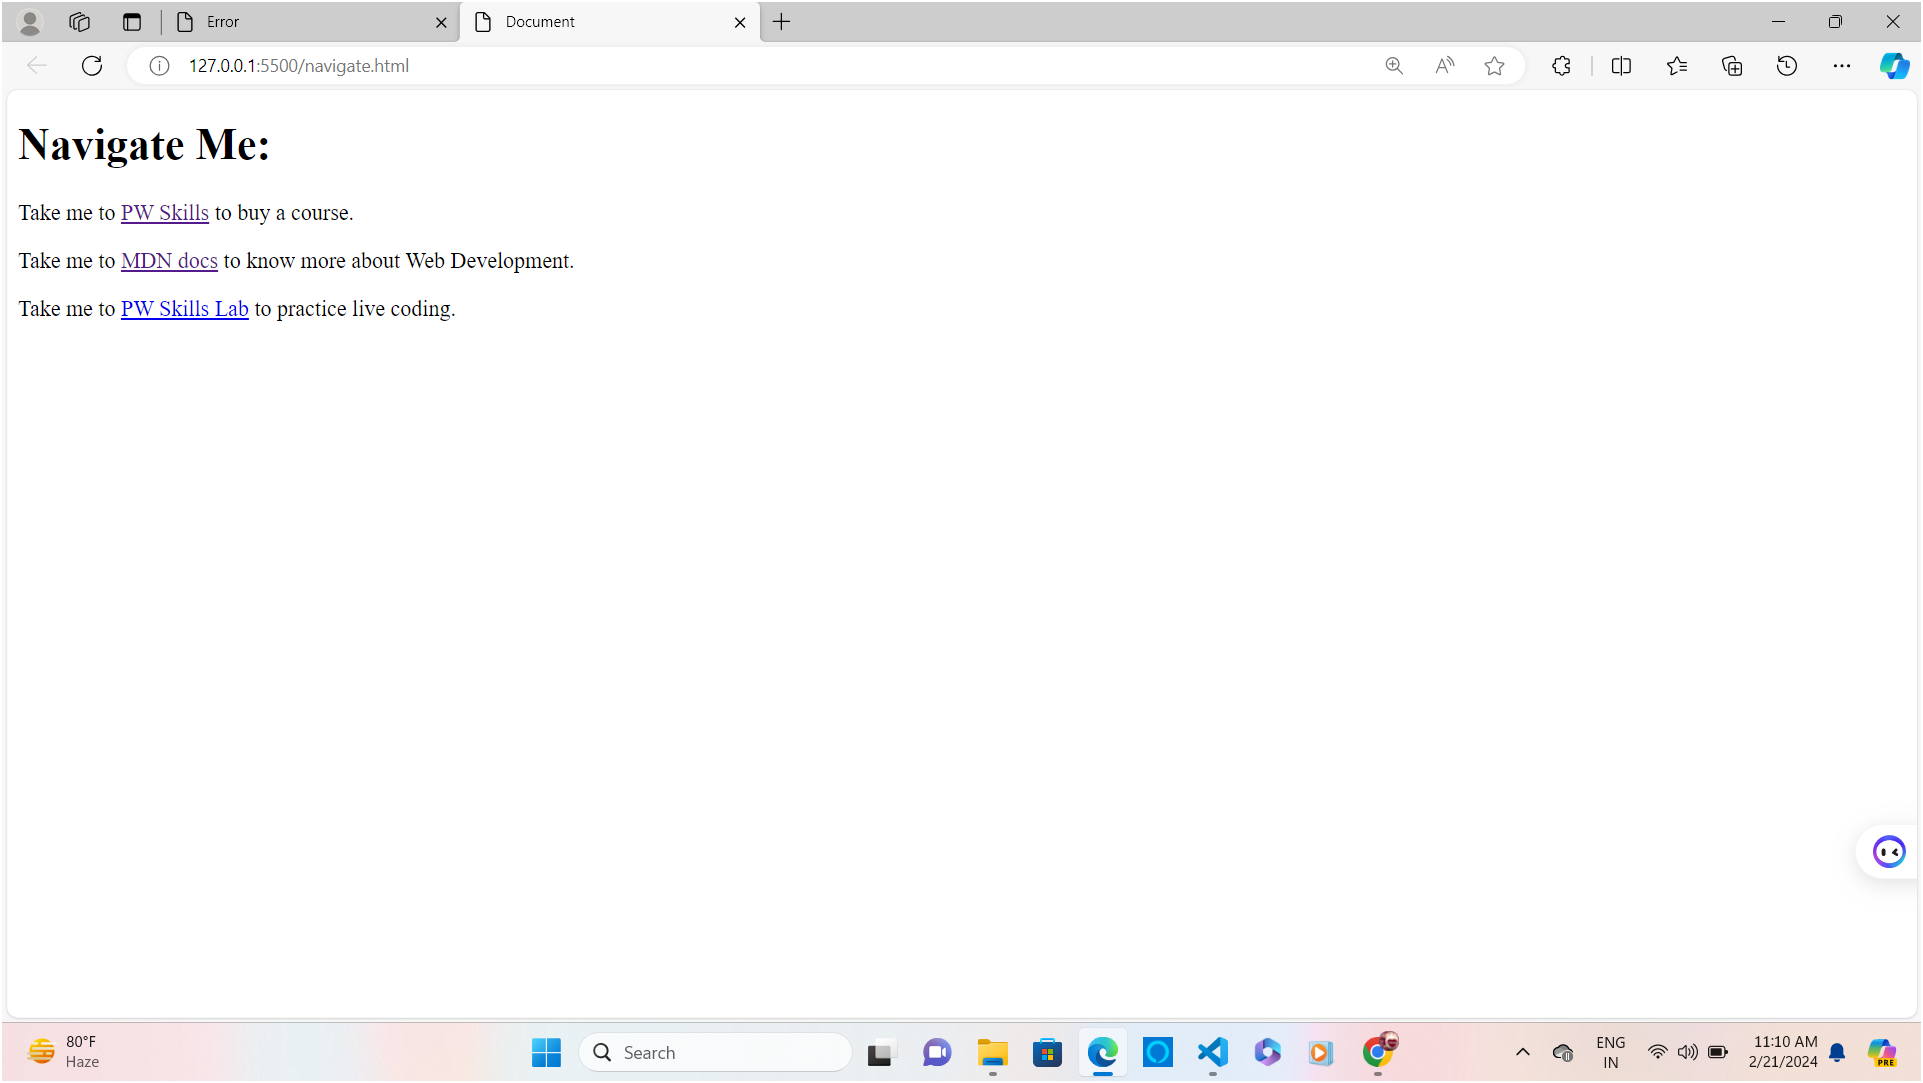 Error
Document
127.0.0.1:5500/navigate.html
Navigate Me:
Take me to PW Skills to buy a course.
Take me to MDN docs to know more about Web Development.
Take me to PW Skills Lab to practice live coding.
80°F
Haze
Search
ENG
IN
11:10 AM
2/21/2024
PRE